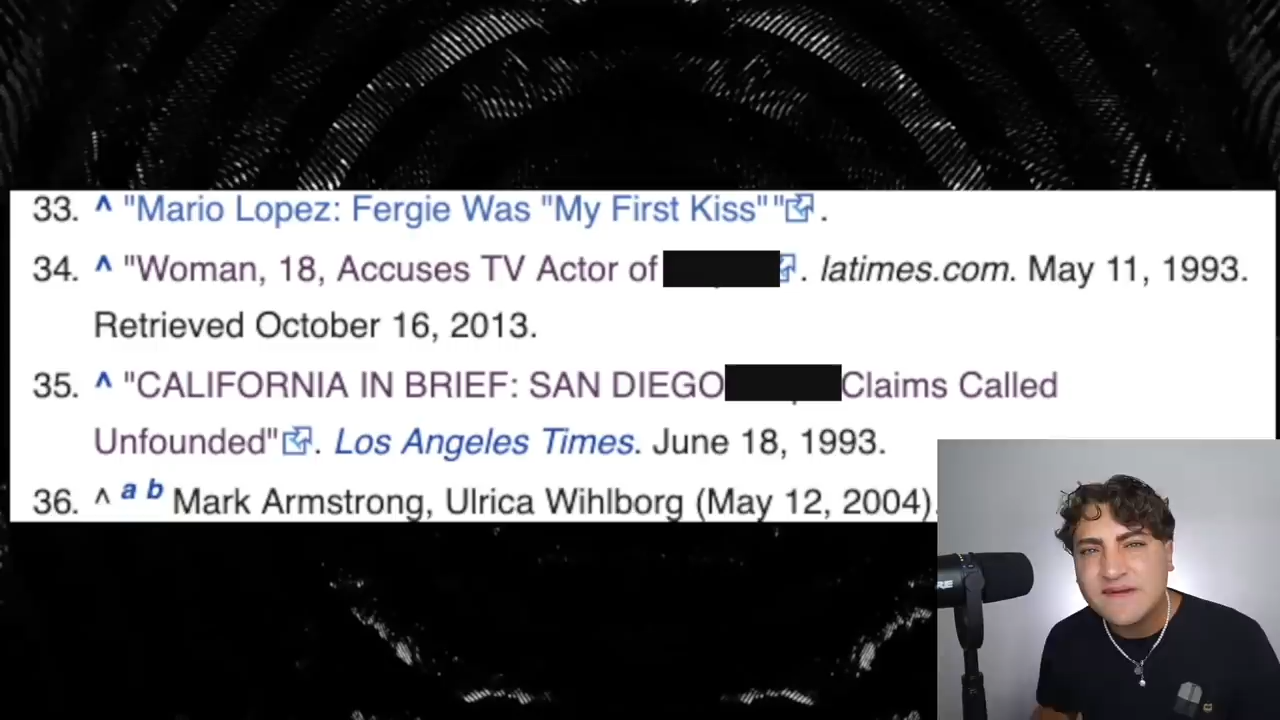 33. ^ "Mario Lopez: Fergie Was "My First Kiss"" .
34. ^ "Woman, 18, Accuses TV Actor of . latimes.com. May 11, 1993.
Retrieved October 16, 2013.
35. ^ "CALIFORNIA IN BRIEF: SAN DIEGO Claims Called
Unfounded" . Los Angeles Times. June 18, 1993.
36. ^ a b Mark Armstrong, Ulrica Wihlborg (May 12, 2004)